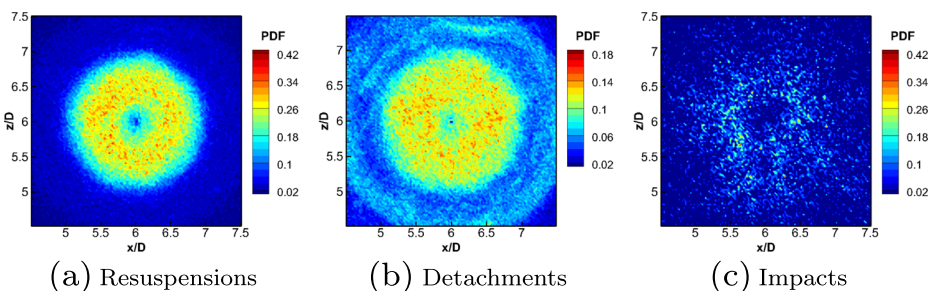 7.5
7
6.5
6
5.5
5
z/D
5 5.5 6 6.5 7 7.5
x/D
PDF
0.42
0.34
0.26
0.18
0.1
0.02
(a) Resuspensions
7
6.5
6
5.5
5
z/D
5 5.5 6 6.5 7
x/D
PDF
0.18
0.14
0.1
0.06
0.02
(b) Detachments
7.5
7
6.5
6
5.5
5
z/D
5 5.5 6 6.5 7 7.5
x/D
PDF
0.42
0.34
0.26
0.18
0.1
0.02
(c) Impacts